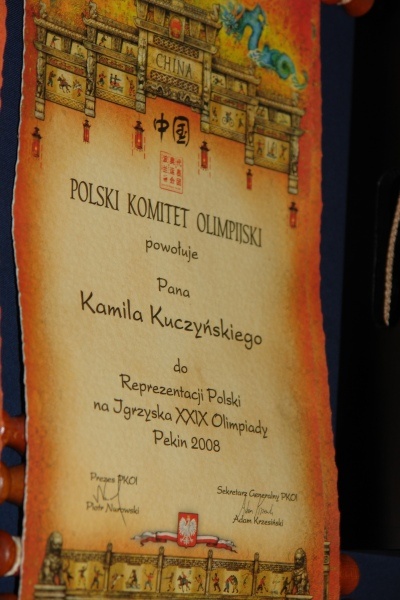 CHINA
中国
POLSKI KOMITET OLIMPIJSKI
powołuje
Pana
Kamila Kuczyńskiego
do
Reprezentacji Polski
na Igrzyska XXIX Olimpiady
Pekin 2008
Prezes PKOl
Piotr Nurowski
Sekretarz Generalny PKOl
Adam Krzesiński